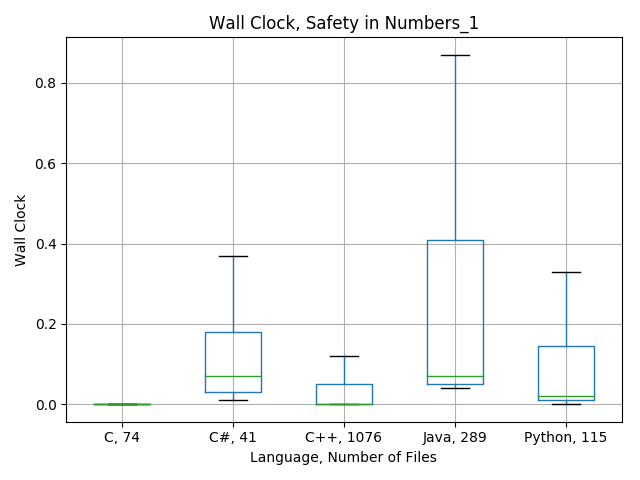 Wall Clock, Safety in Numbers_1
Wall Clock
0.8
0.6
0.4
0.2
0.0
C, 74
C#, 41
C++, 1076
Java, 289
Python, 115
Language, Number of Files